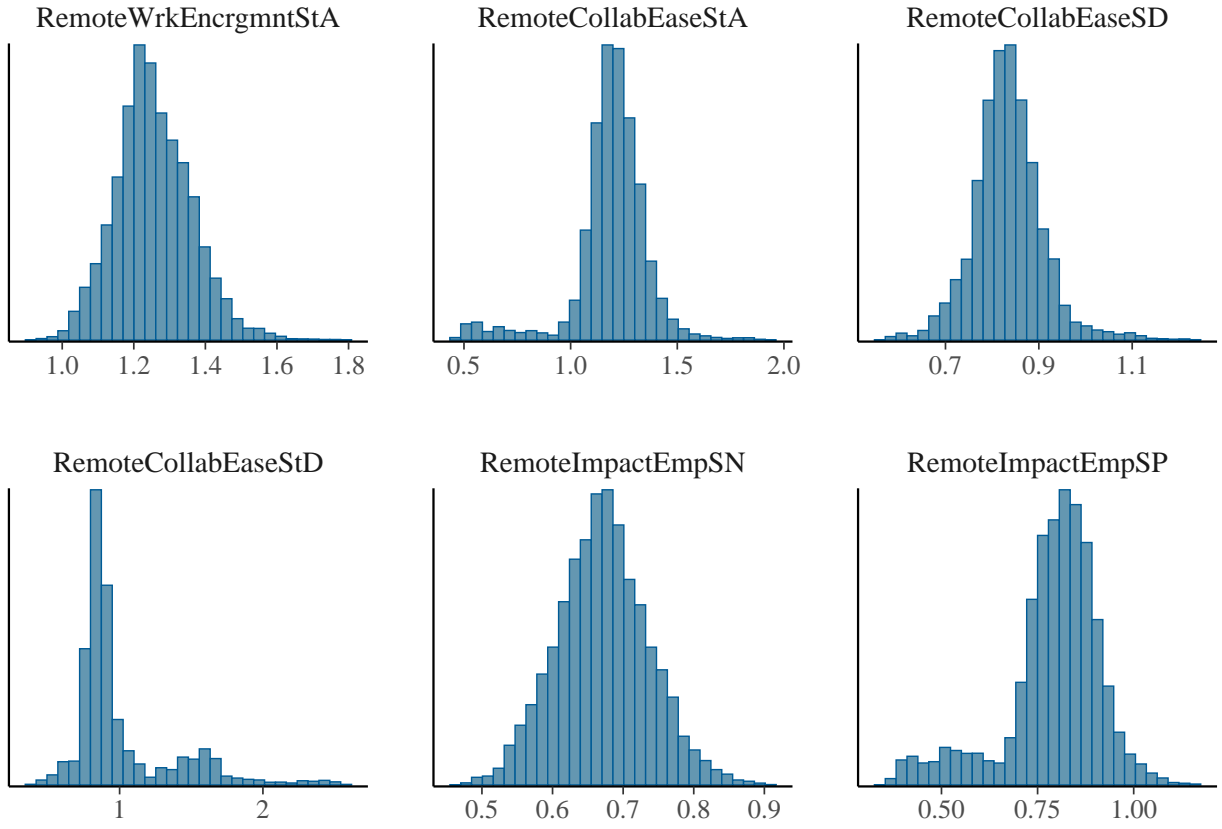 RemoteWrkEncrgmntStA RemoteCollabEaseStA RemoteCollabEaseSD
1.0 1.2 1.4 1.6 1.8 0.5 1.0 1.5 2.0 0.7 0.9 1.1
RemoteCollabEaseStD RemoteImpactEmpSN RemoteImpactEmpSP
1 2 0.5 0.6 0.7 0.8 0.9 0.50 0.75 1.00